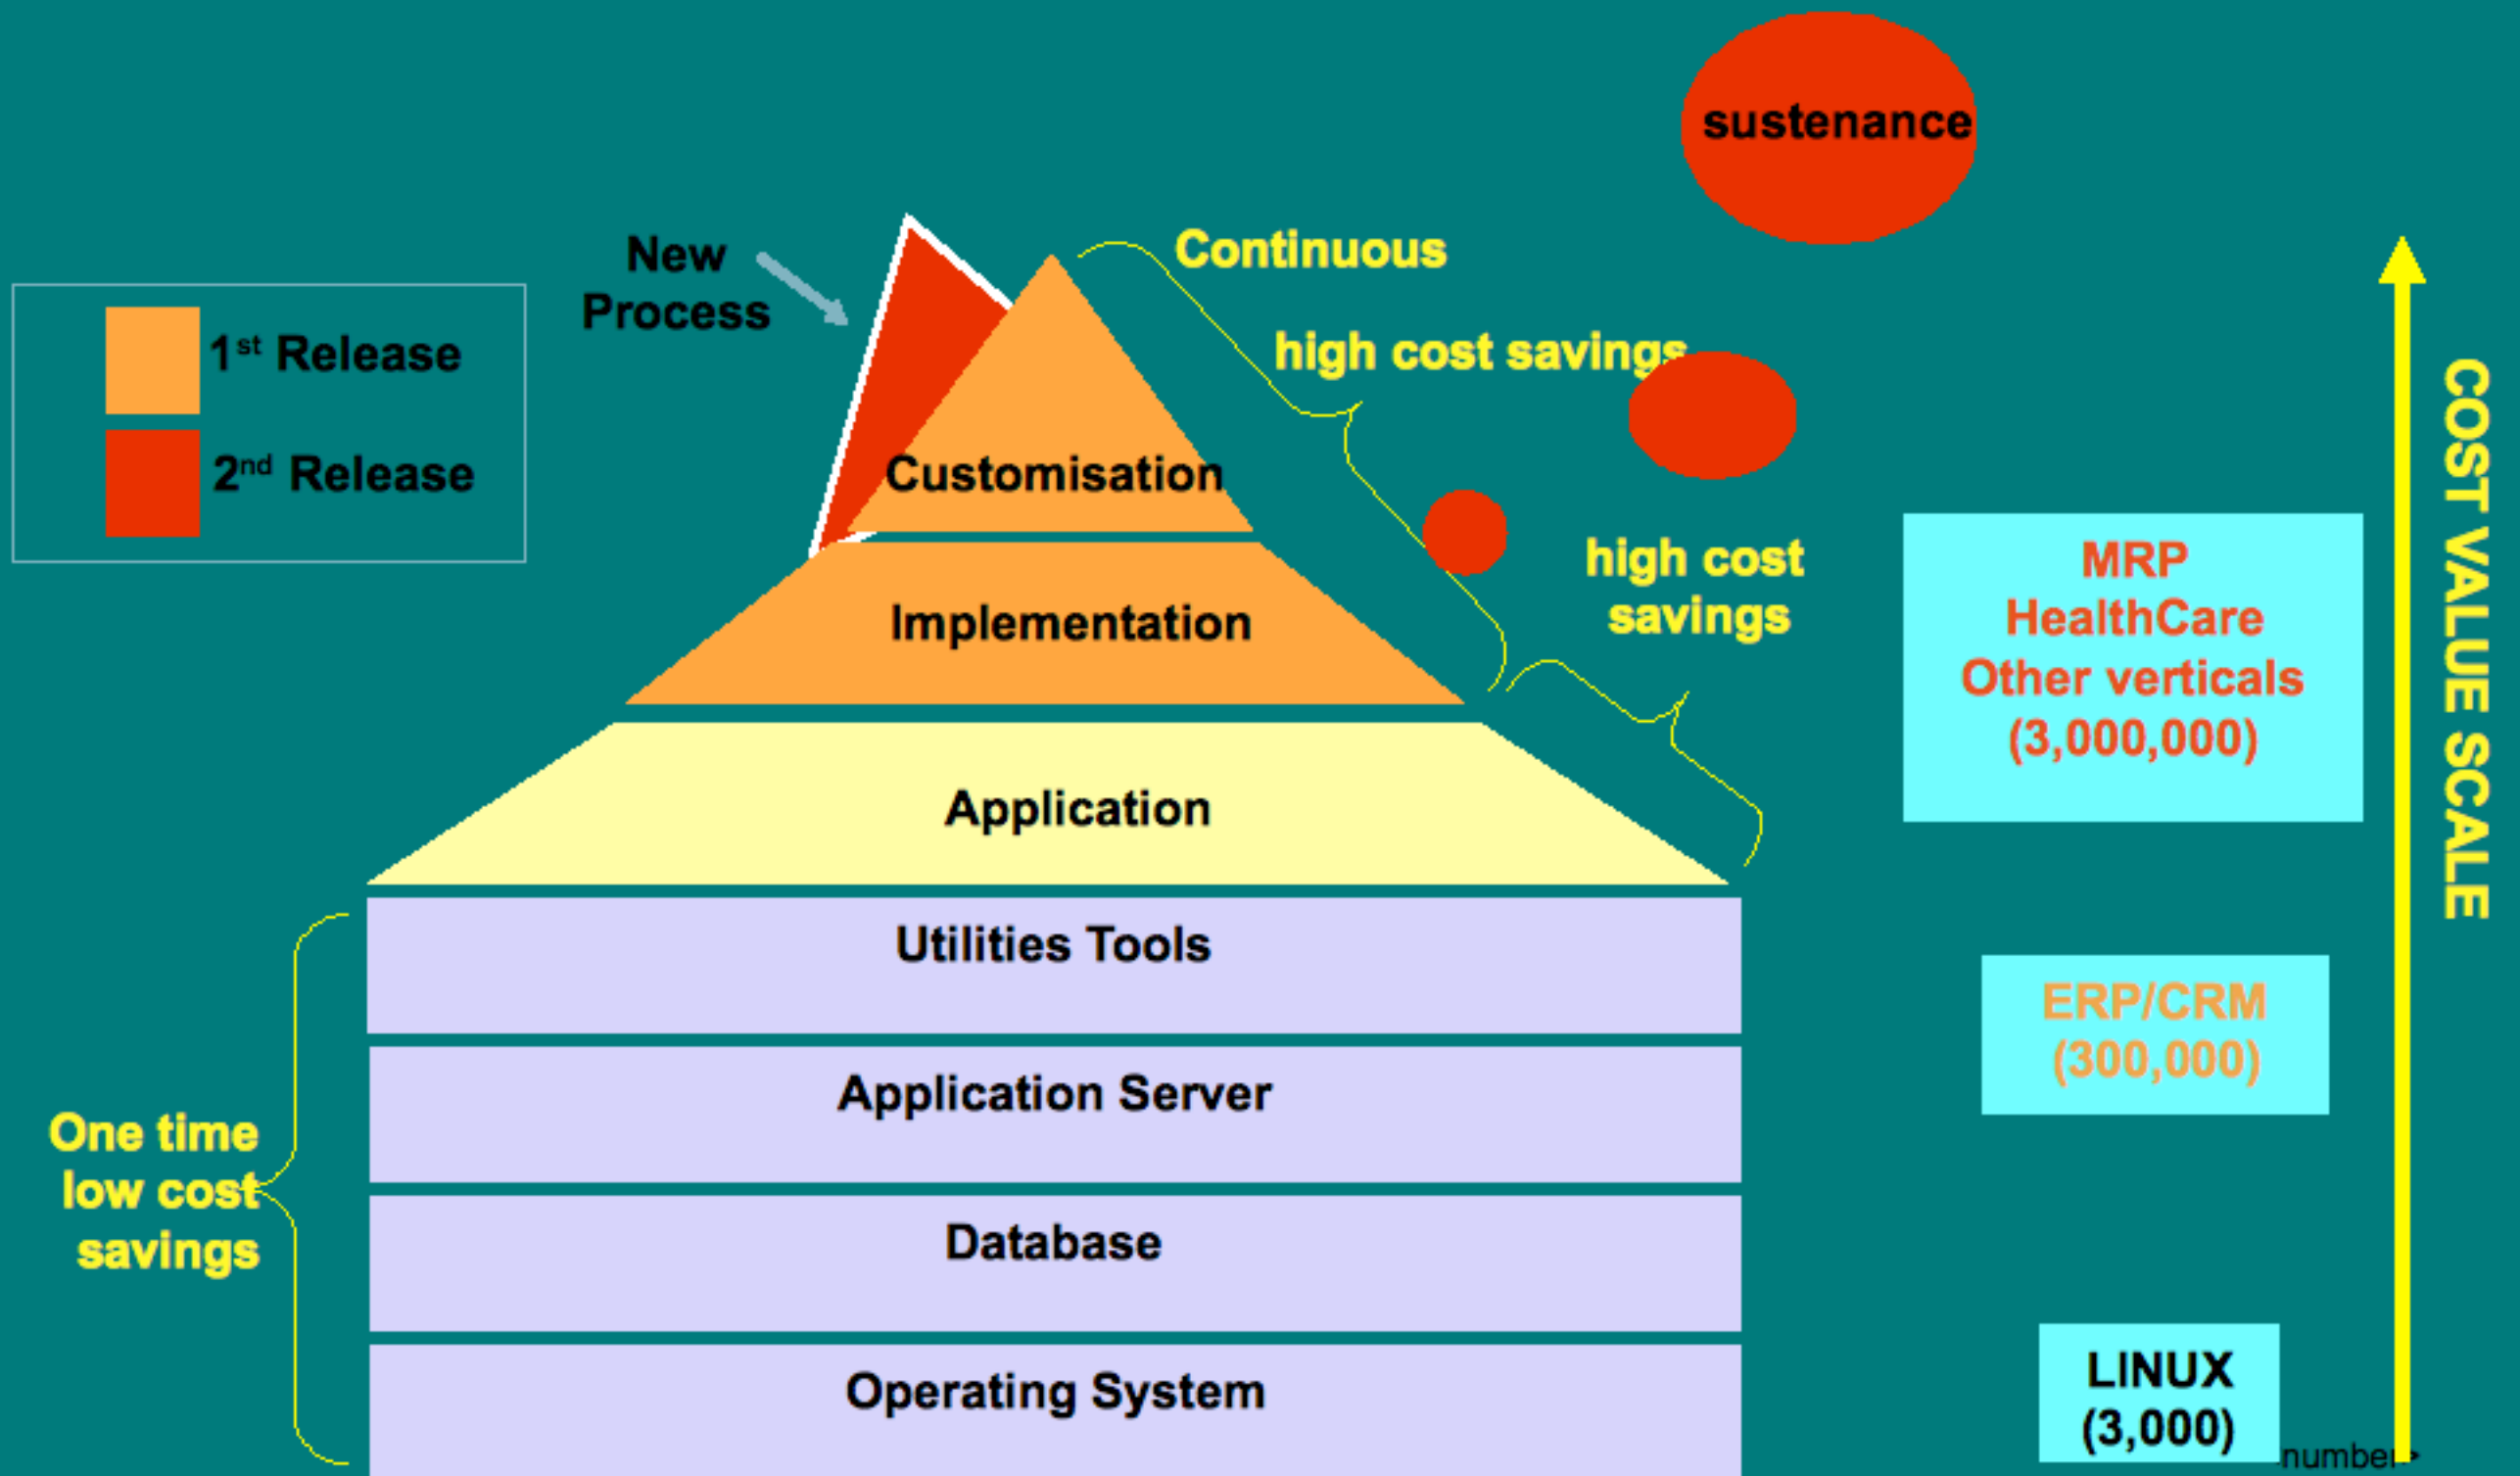 sustenance
New
Process
Continuous
high cost savings
1st Release
2nd Release
Customisation
high cost
savings
Implementation
MRP
HealthCare
Other verticals
(3,000,000)
COST VALUE SCALE
Application
Utilities Tools
ERP/CRM
(300,000)
Application Server
One time
low cost
savings
Database
Operating System
LINUX
(3,000)
number>